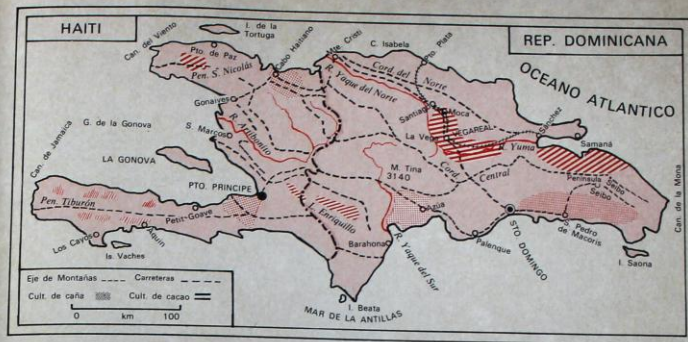 HAITI
REP. DOMINICANA
OCEANO ATLANTICO
Can. del Viento
I. de la
Tortuga
Pto. de Paz
Pen. S. Nicolás
Cabo Haitiano
Mte. Cristi
C. Isabela
Pto. Plata
Cord. del
Norte
R. Yaque del Norte
Gonaives
R. Artibonito
S. Marcos
G. de la Gonova
LA GONOVA
Can. de Jamaica
PTO. PRINCIPE
Pen. Tiburón
Petit-Goave
Los Cayos
Aquin
Is. Vaches
Santiago
Moca
La Vega
VEGAREAL
R. Yuma
Sánchez
Samaná
Península
Seibo
Seibo
M. Tina
3140
Cord.
Central
Enriquillo
Azúa
Barahona
R. Yaque del Sur
Palenque
STO. DOMINGO
Pedro
de Macoris
I. Saona
Can. de la Mona
I. Beata
MAR DE LA ANTILLAS
Eje de Montañas
Carreteras
Cult. de caña
Cult. de cacao
0 km 100